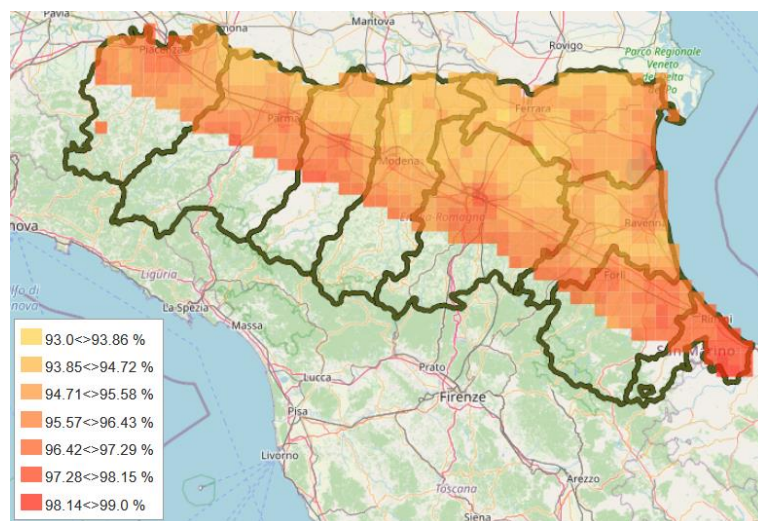 Pavia
mona
Mantova
Rovigo
Parco Regionale
Veneto
del Delta
Piacenza
Ferrara
Parma
Modena
Emilia-Romagna
Ravenna
nova
Liguria
Forlì
Rimini
La Spezia
San Marino
Massa
Prato
Lucca
Firenze
Pisa
Livorno
Arezzo
Toscana
Siena
93.0<>93.86 %
93.85<>94.72 %
94.71<>95.58 %
95.57<>96.43 %
96.42<>97.29 %
97.28<>98.15 %
98.14<>99.0 %